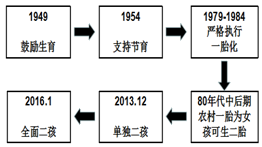 1949
鼓励生育
1954
支持节育
1979-1984
严格执行
一胎化
80年代中后期
农村一胎为女
孩可生二胎
2013.12
单独二孩
2016.1
全面二孩